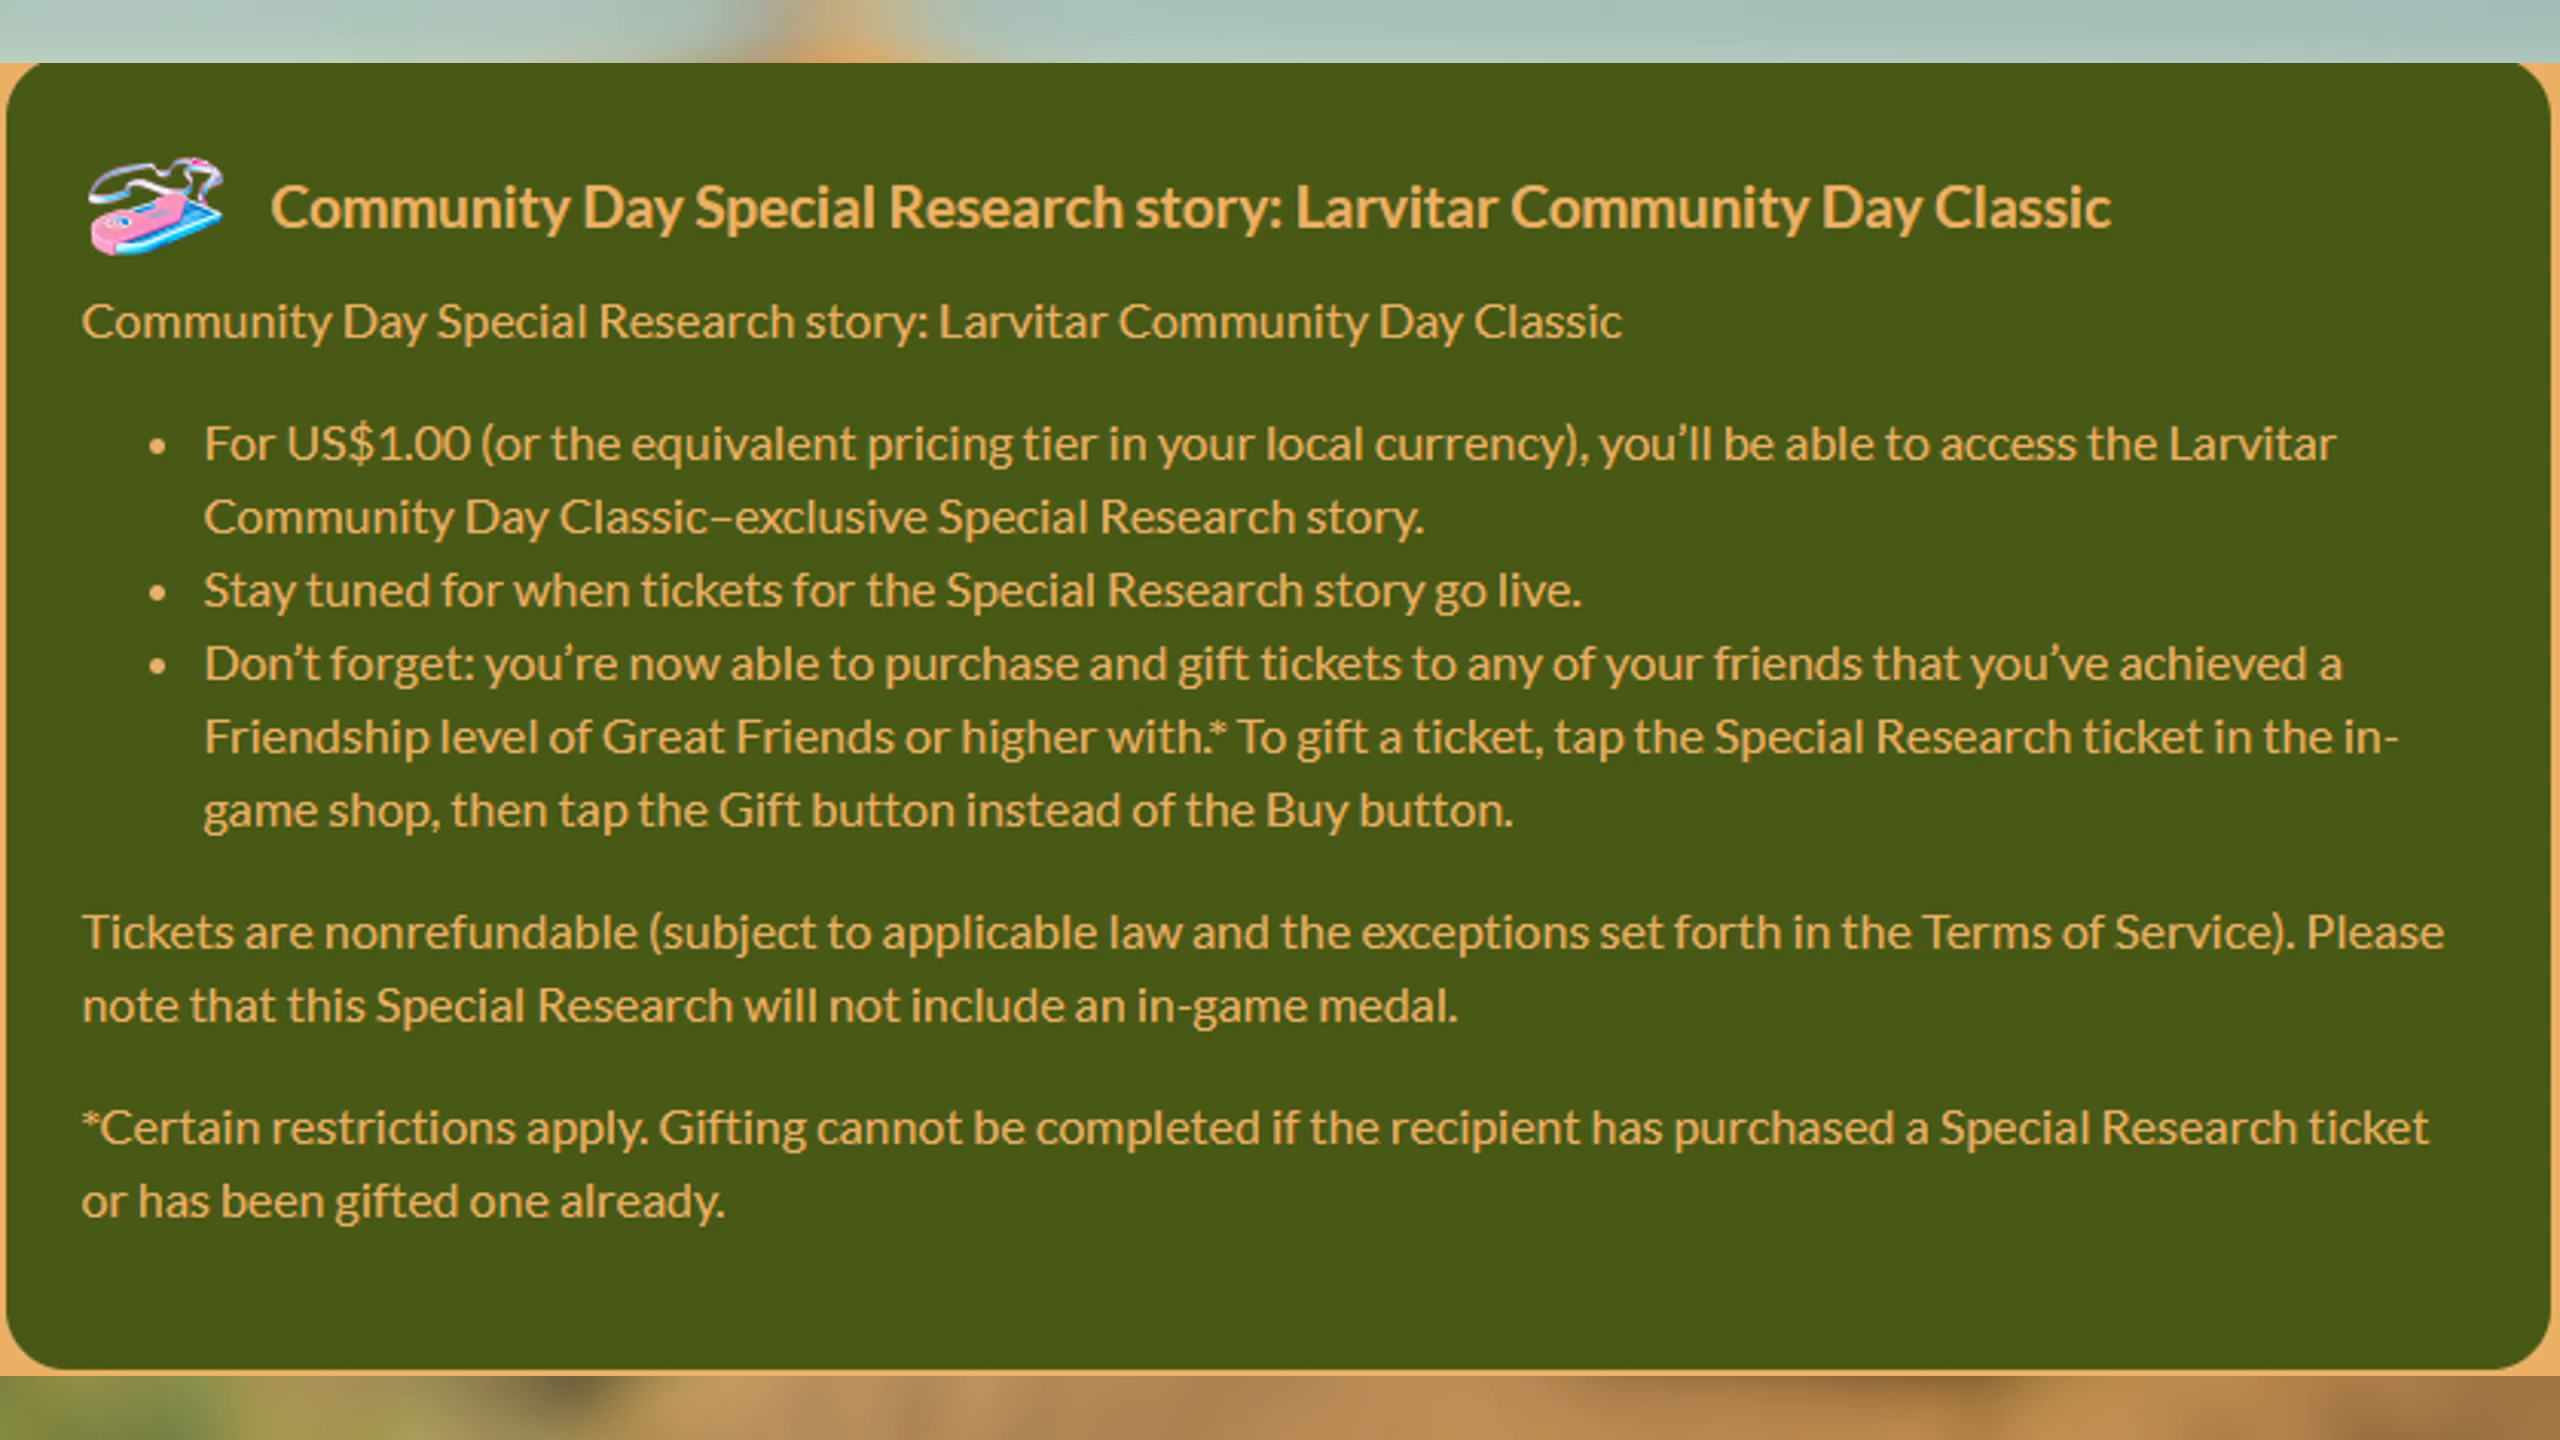 Community Day Special Research story: Larvitar Community Day Classic
Community Day Special Research story: Larvitar Community Day Classic
• For US$1.00 (or the equivalent pricing tier in your local currency), you’ll be able to access the Larvitar
Community Day Classic–exclusive Special Research story.
• Stay tuned for when tickets for the Special Research story go live.
• Don’t forget: you’re now able to purchase and gift tickets to any of your friends that you’ve achieved a
Friendship level of Great Friends or higher with.* To gift a ticket, tap the Special Research ticket in the in-
game shop, then tap the Gift button instead of the Buy button.
Tickets are nonrefundable (subject to applicable law and the exceptions set forth in the Terms of Service). Please
note that this Special Research will not include an in-game medal.
*Certain restrictions apply. Gifting cannot be completed if the recipient has purchased a Special Research ticket
or has been gifted one already.